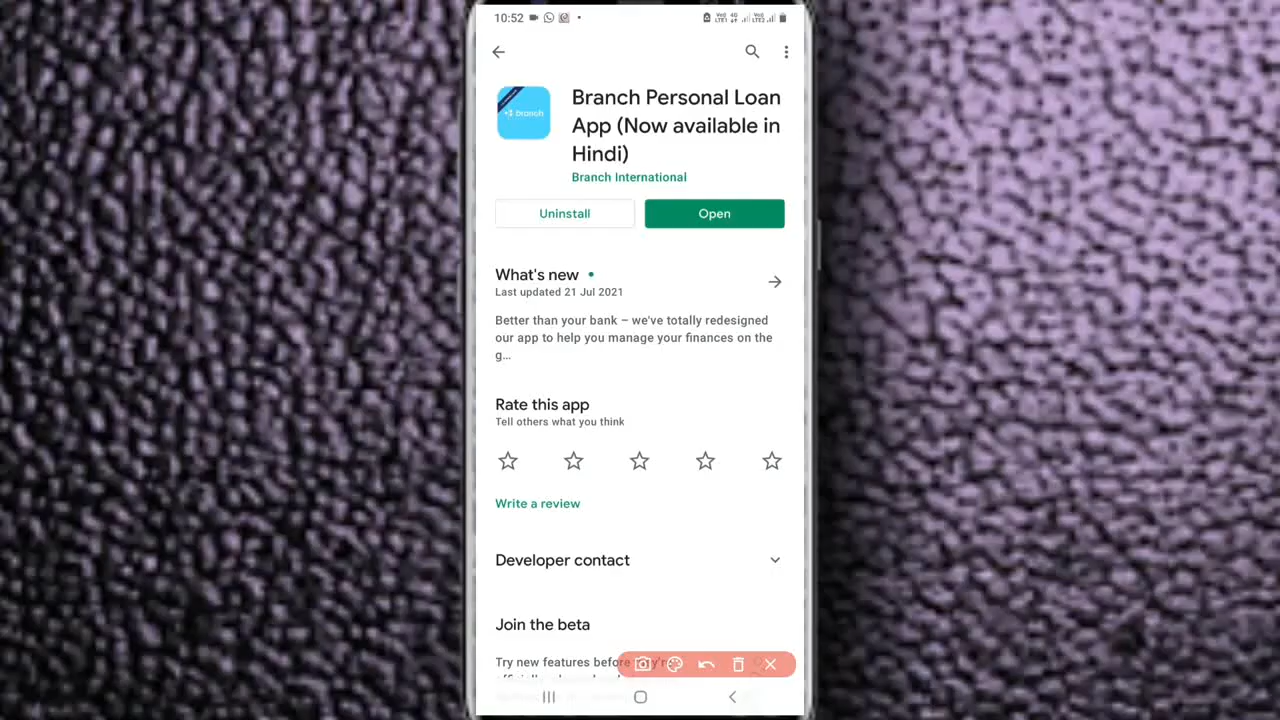 10:52
Branch
Branch Personal Loan
App (Now available in
Hindi)
Branch International
Uninstall
Open
What's new
Last updated 21 Jul 2021
Better than your bank – we've totally redesigned
our app to help you manage your finances on the
g...
Rate this app
Tell others what you think
Write a review
Developer contact
Join the beta
Try new features before they're